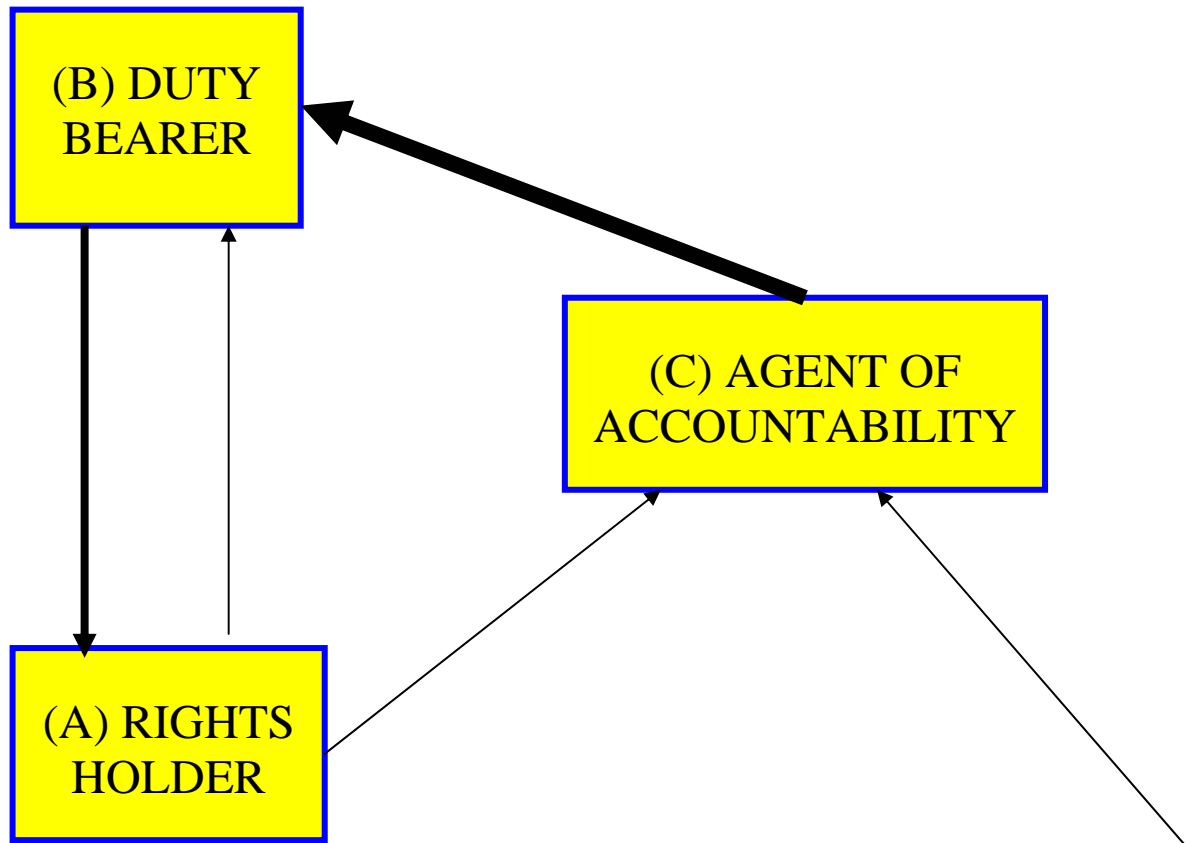 (B) DUTY
BEARER
(C) AGENT OF
ACCOUNTABILITY
(A) RIGHTS
HOLDER